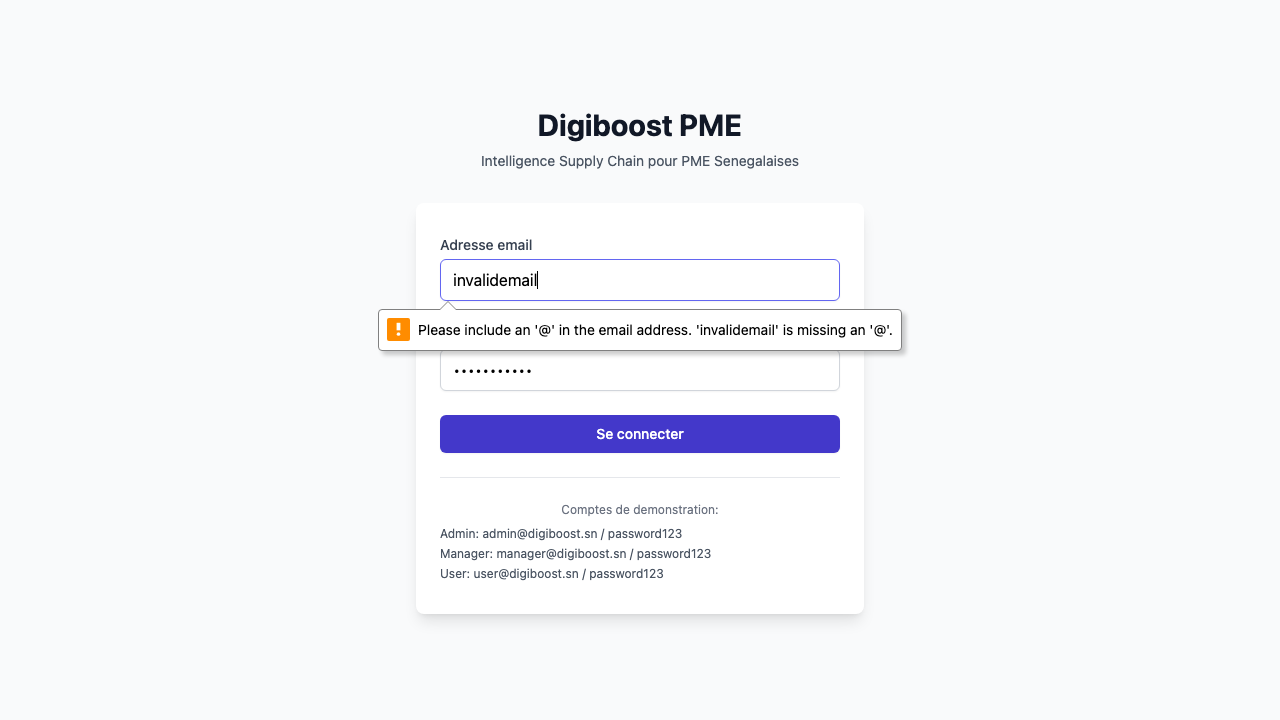 Digiboost PME
Intelligence Supply Chain pour PME Senegalaises
Adresse email
invalidemail
Please include an '@' in the email address. 'invalidemail' is missing an '@'.
•••••••••••
Se connecter
Comptes de demonstration:
Admin: admin@digiboost.sn / password123
Manager: manager@digiboost.sn / password123
User: user@digiboost.sn / password123